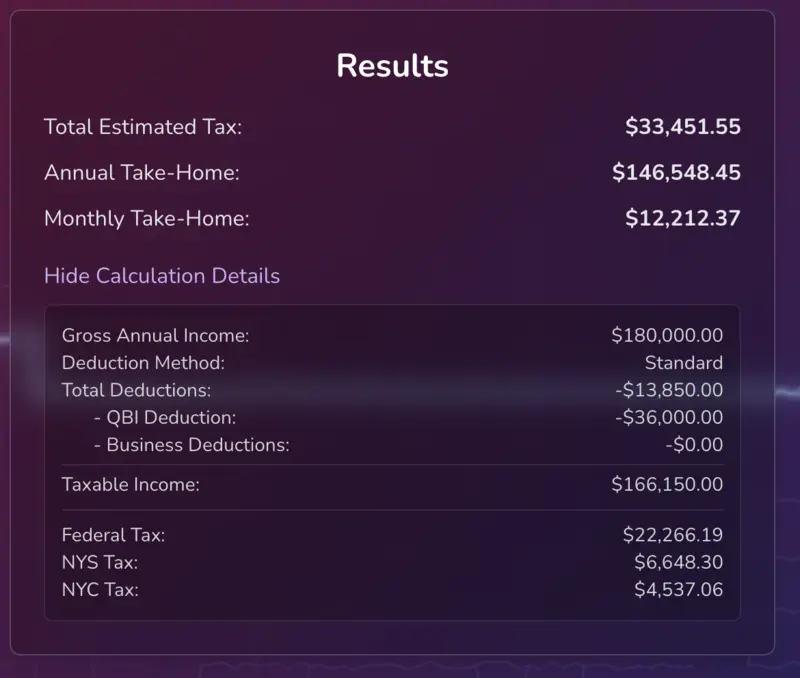 Results
Total Estimated Tax: $33,451.55
Annual Take-Home: $146,548.45
Monthly Take-Home: $12,212.37
Hide Calculation Details
Gross Annual Income: $180,000.00
Deduction Method: Standard
Total Deductions: -$13,850.00
- QBI Deduction: -$36,000.00
- Business Deductions: -$0.00
Taxable Income: $166,150.00
Federal Tax: $22,266.19
NYS Tax: $6,648.30
NYC Tax: $4,537.06